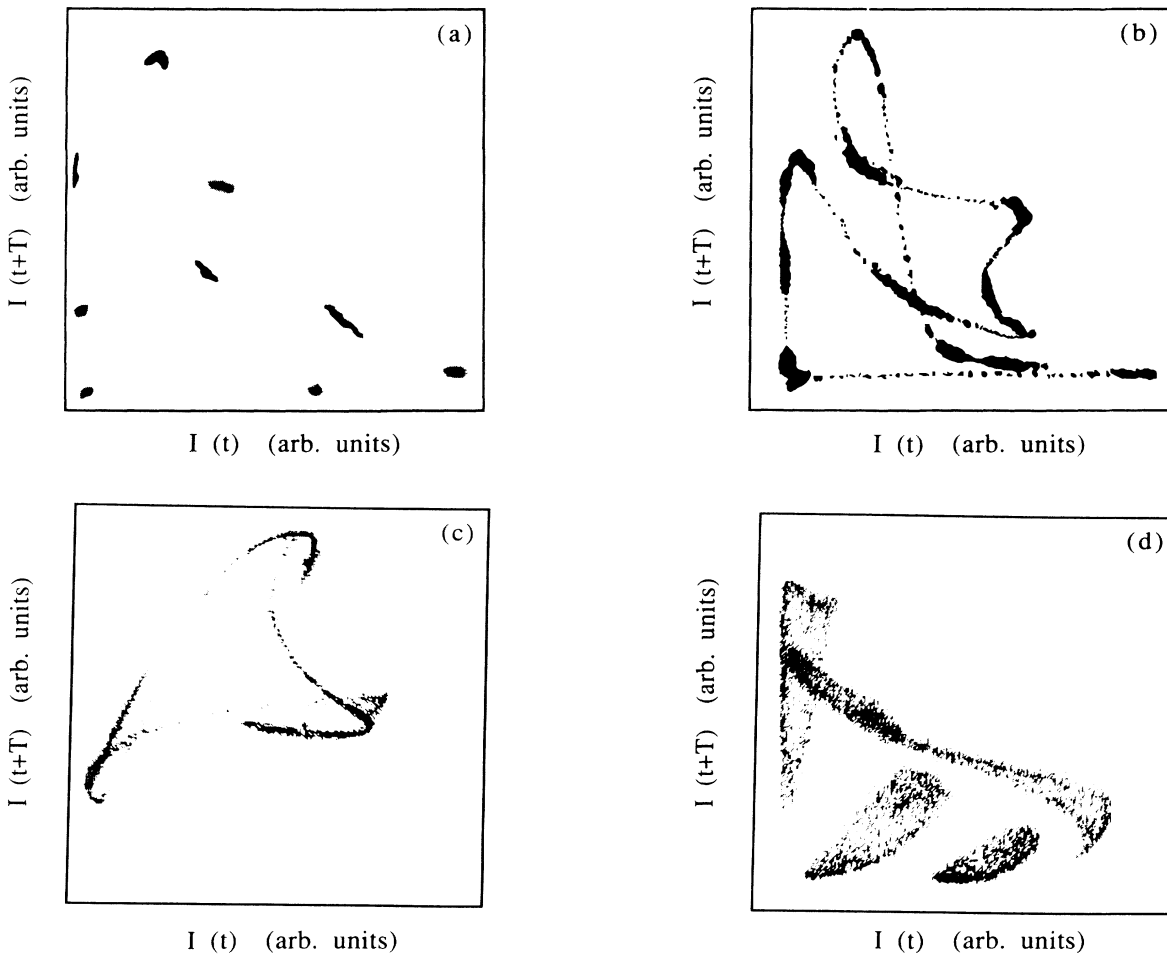 (a)
I (t+T) (arb. units)
I (t) (arb. units)
(b)
I (t+T) (arb. units)
I (t) (arb. units)
(c)
I (t+T) (arb. units)
I (t) (arb. units)
(d)
I (t+T) (arb. units)
I (t) (arb. units)